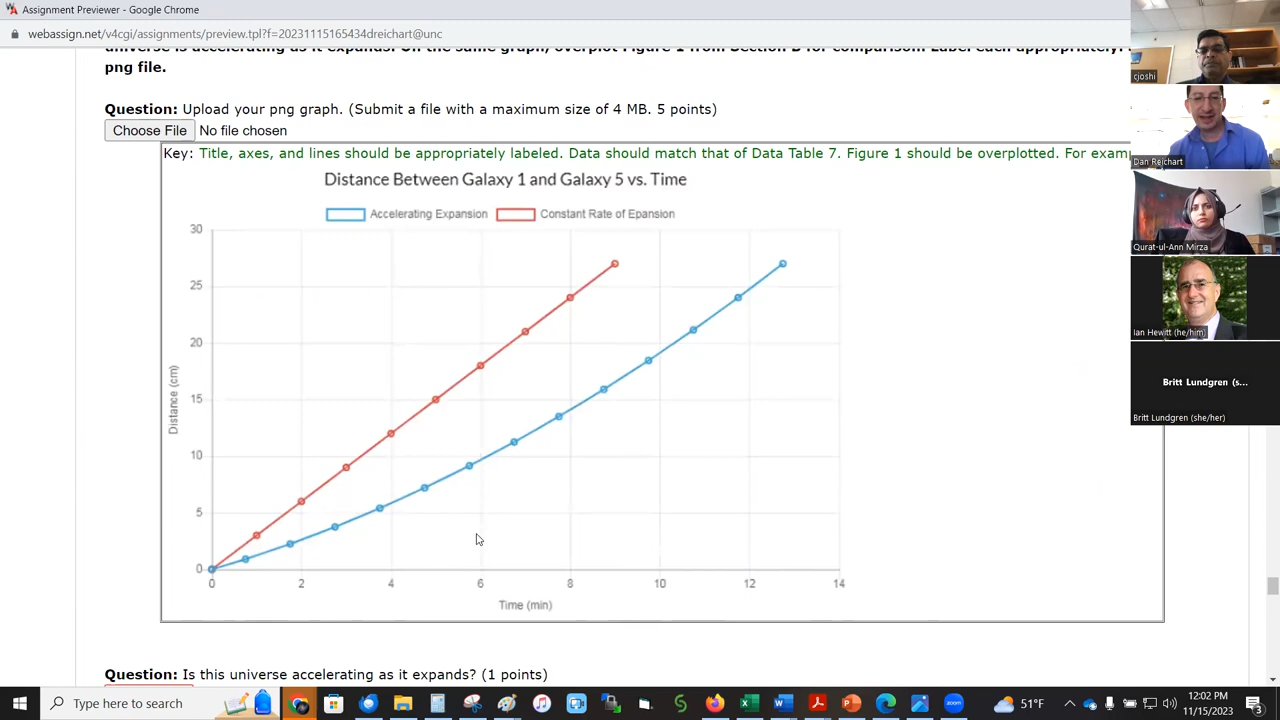 Assignment Previewer - Google Chrome
webassign.net/v4cgi/assignments/preview.tpl?f=20231115165434dreichart@unc
png file.
Question: Upload your png graph. (Submit a file with a maximum size of 4 MB. 5 points)
Choose File No file chosen
Key: Title, axes, and lines should be appropriately labeled. Data should match that of Data Table 7. Figure 1 should be overplotted. For exam
Distance Between Galaxy 1 and Galaxy 5 vs. Time
Accelerating Expansion Constant Rate of Epansion
30
25
20
15
10
5
0
Distance (cm)
0 2 4 6 8 10 12 14
Time (min)
Question: Is this universe accelerating as it expands? (1 points)
cjoshi
Dan Reichart
Qurat-ul-Ann Mirza
Ian Hewitt (he/him)
Britt Lundgren (s...
Britt Lundgren (she/her)
Type here to search
51°F
12:02 PM
11/15/2023
3